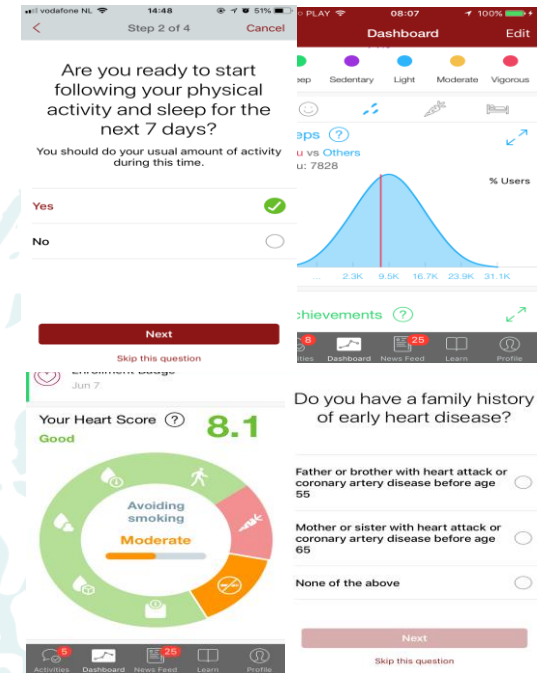 vodafone NL 14:48 51%
Step 2 of 4 Cancel
Are you ready to start
following your physical
activity and sleep for the
next 7 days?
You should do your usual amount of activity
during this time.
Yes
No
Next
Skip this question
PLAY 08:07 100%
Dashboard Edit
eep Sedentary Light Moderate Vigorous
eps ?
u vs Others
u: 7828
% Users
... 2.3K 9.5K 16.7K 23.9K 31.1K
chievements ?
8 25
ities Dashboard News Feed Learn Profile
Enrollment Badge
Jun 7
Your Heart Score ? 8.1
Good
Avoiding
smoking
Moderate
5 25
Activities Dashboard News Feed Learn Profile
Do you have a family history
of early heart disease?
Father or brother with heart attack or
coronary artery disease before age
55
Mother or sister with heart attack or
coronary artery disease before age
65
None of the above
Next
Skip this question